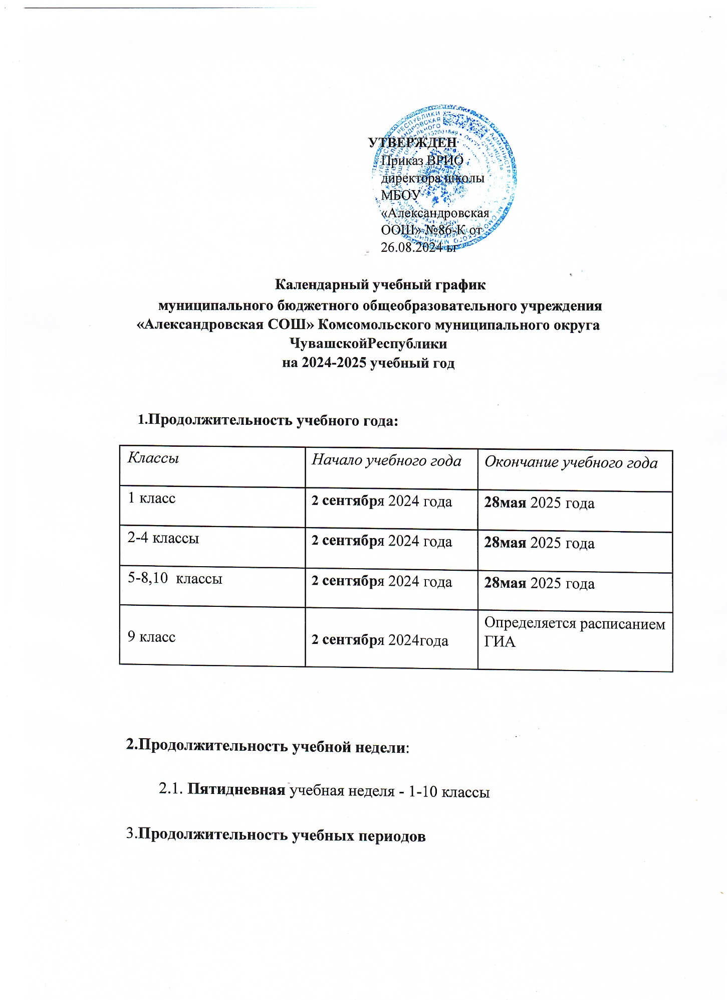 УТВЕРЖДЕН
Приказ ВРИО
директора школы
МБОУ
«Александровская
ООШ» №86-К от
26.08.2024 ьг
Календарный учебный график
муниципального бюджетного общеобразовательного учреждения
«Александровская СОШ» Комсомольского муниципального округа
ЧувашскойРеспублики
на 2024-2025 учебный год
1.Продолжительность учебного года:
Классы Начало учебного года Окончание учебного года
1 класс 2 сентября 2024 года 28мая 2025 года
2-4 классы 2 сентября 2024 года 28мая 2025 года
5-8,10 классы 2 сентября 2024 года 28мая 2025 года
9 класс 2 сентября 2024года Определяется расписанием
ГИА
2.Продолжительность учебной недели:
2.1. Пятидневная учебная неделя - 1-10 классы
3.Продолжительность учебных периодов